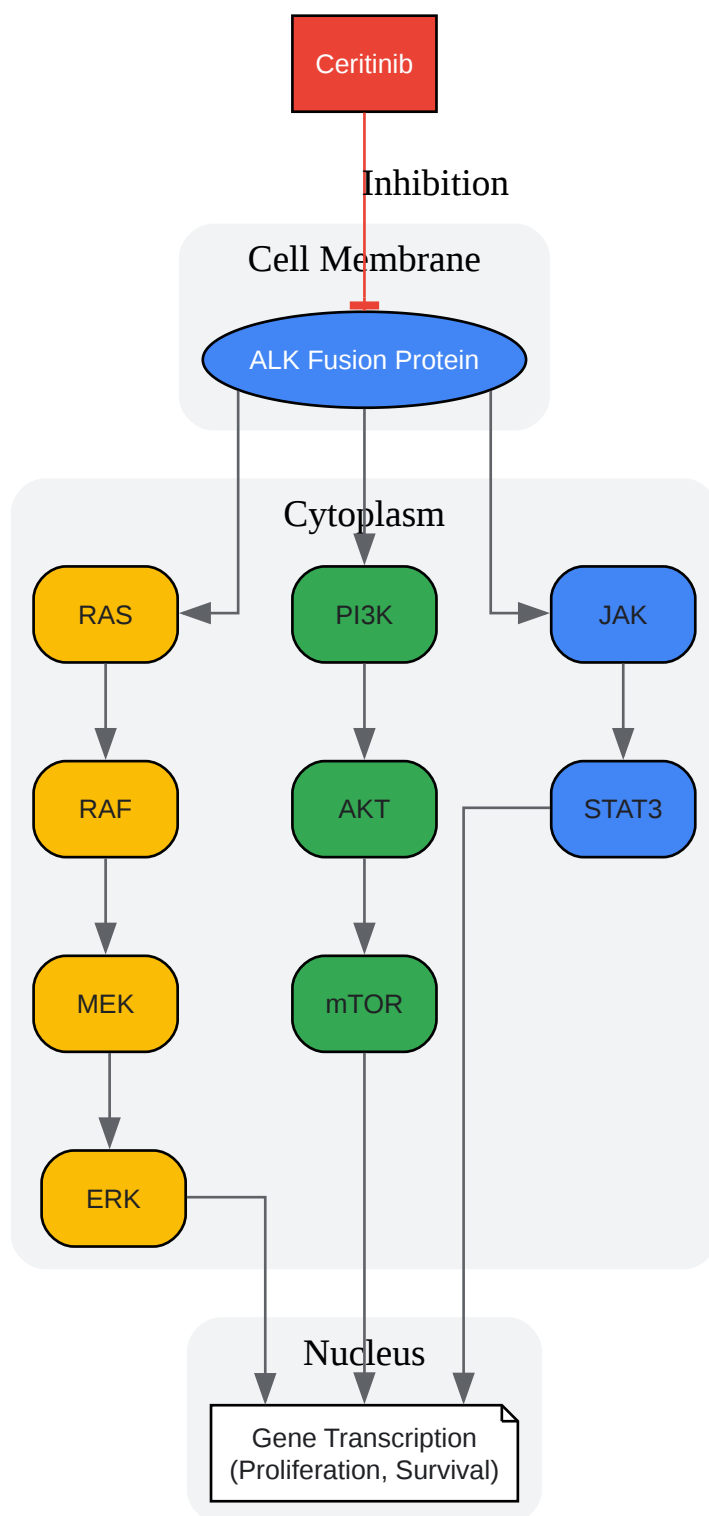 Ceritinib
Inhibition
Cell Membrane
ALK Fusion Protein
Cytoplasm
RAS
PI3K
JAK
RAF
AKT
STAT3
MEK
mTOR
ERK
Nucleus
Gene Transcription
(Proliferation, Survival)